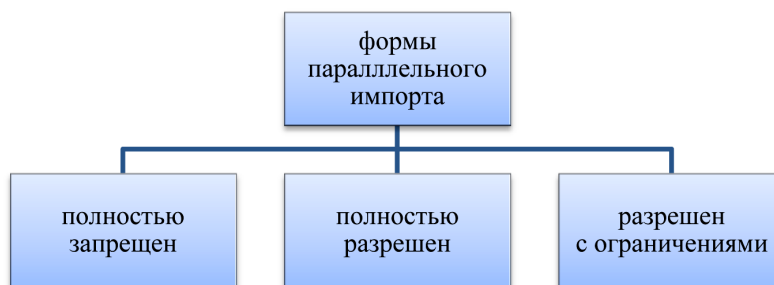 формы
паралллельного
импорта
полностью
запрещен
полностью
разрешен
разрешен
с ограничениями